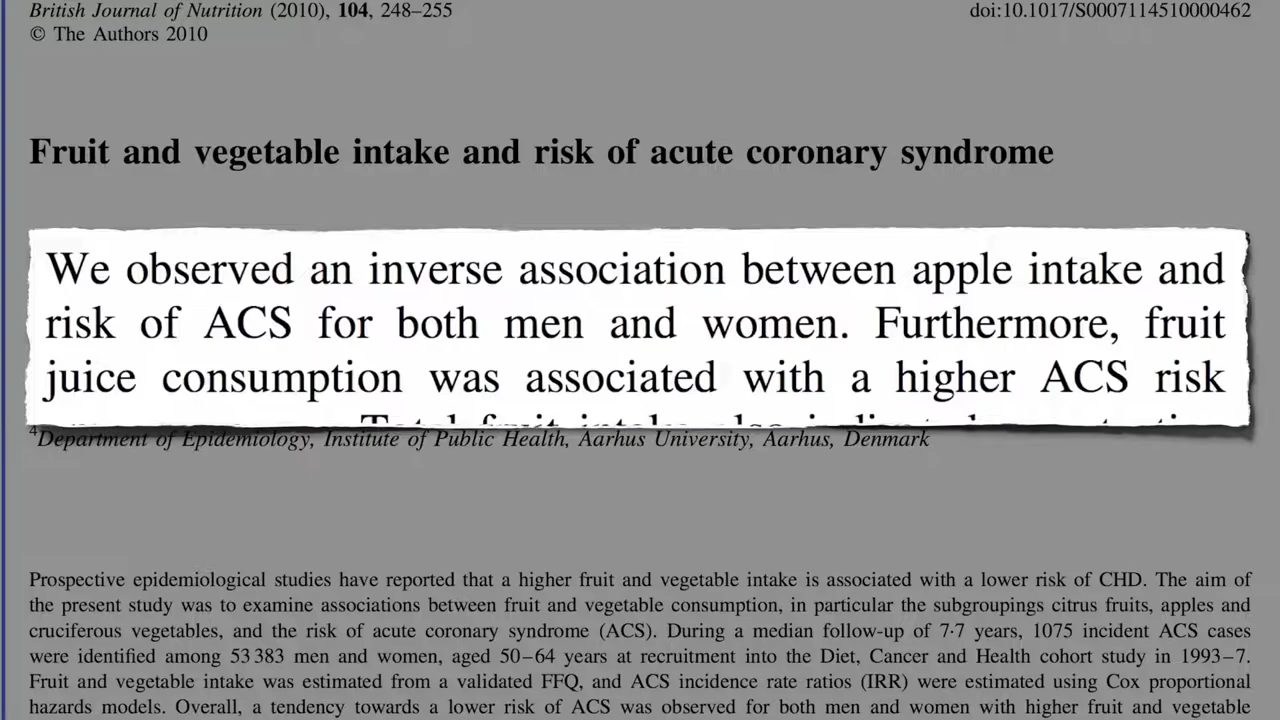 British Journal of Nutrition (2010), 104, 248–255 doi:10.1017/S0007114510000462
© The Authors 2010
Fruit and vegetable intake and risk of acute coronary syndrome
We observed an inverse association between apple intake and
risk of ACS for both men and women. Furthermore, fruit
juice consumption was associated with a higher ACS risk
Total fruit intake also indicated
4Department of Epidemiology, Institute of Public Health, Aarhus University, Aarhus, Denmark
Prospective epidemiological studies have reported that a higher fruit and vegetable intake is associated with a lower risk of CHD. The aim of
the present study was to examine associations between fruit and vegetable consumption, in particular the subgroupings citrus fruits, apples and
cruciferous vegetables, and the risk of acute coronary syndrome (ACS). During a median follow-up of 7·7 years, 1075 incident ACS cases
were identified among 53 383 men and women, aged 50–64 years at recruitment into the Diet, Cancer and Health cohort study in 1993–7.
Fruit and vegetable intake was estimated from a validated FFQ, and ACS incidence rate ratios (IRR) were estimated using Cox proportional
hazards models. Overall, a tendency towards a lower risk of ACS was observed for both men and women with higher fruit and vegetable